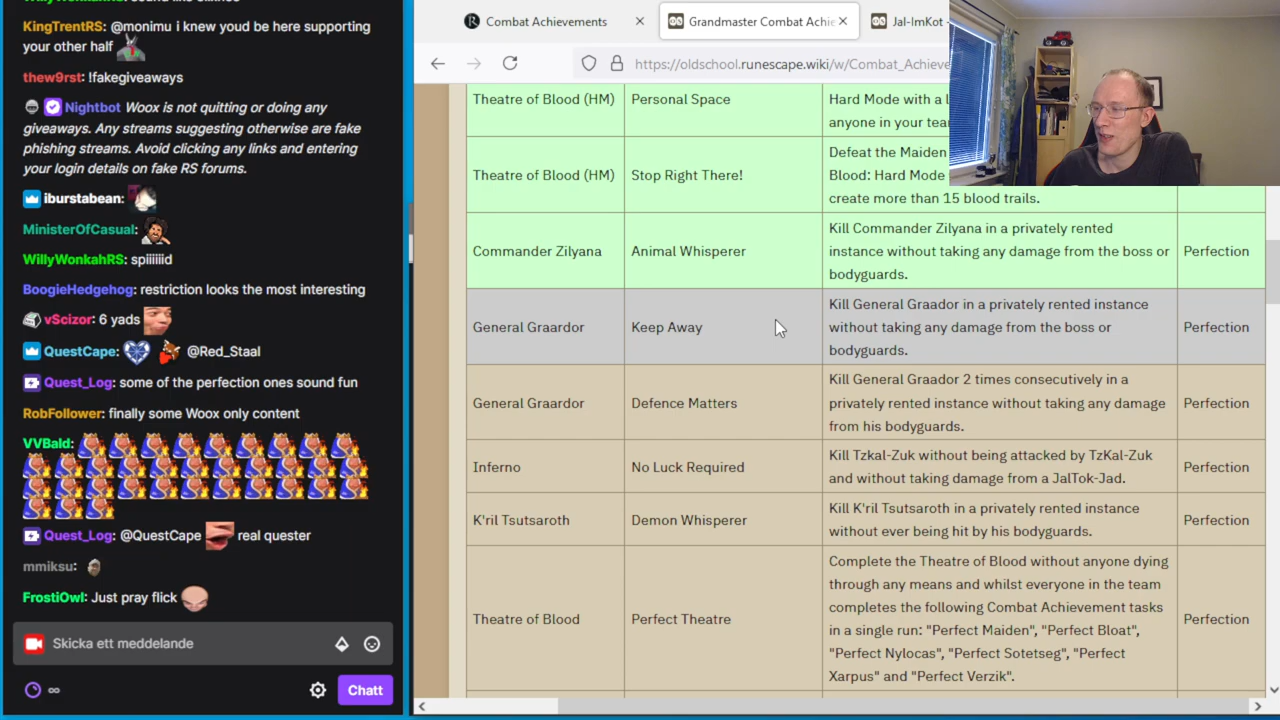 KingTrentRS: @monimu i knew youd be here supporting
your other half
thew9rst: !fakegiveaways
Nightbot Woox is not quitting or doing any
giveaways. Any streams suggesting otherwise are fake
phishing streams. Avoid clicking any links and entering
your login details on fake RS forums.
iburstabean:
MinisterOfCasual:
WillyWonkahRS: spiiiiiid
BoogieHedgehog: restriction looks the most interesting
vScizor: 6 yads
QuestCape: @Red_Staal
Quest_Log: some of the perfection ones sound fun
RobFollower: finally some Woox only content
VVBald:
Quest_Log: @QuestCape real quester
mmiksu:
FrostiOwl: Just pray flick
Skicka ett meddelande
∞
Chatt
Combat Achievements
Grandmaster Combat Achie
Jal-ImKot
https://oldschool.runescape.wiki/w/Combat_Achieve
Theatre of Blood (HM) Personal Space
Hard Mode with a
anyone in your tea
Theatre of Blood (HM) Stop Right There!
Defeat the Maiden
Blood: Hard Mode
create more than 15 blood trails.
Commander Zilyana Animal Whisperer
Kill Commander Zilyana in a privately rented
instance without taking any damage from the boss or
bodyguards.
Perfection
General Graardor Keep Away
Kill General Graador in a privately rented instance
without taking any damage from the boss or
bodyguards.
Perfection
General Graardor Defence Matters
Kill General Graador 2 times consecutively in a
privately rented instance without taking any damage
from his bodyguards.
Perfection
Inferno No Luck Required
Kill Tzkal-Zuk without being attacked by TzKal-Zuk
and without taking damage from a JalTok-Jad.
Perfection
K'ril Tsutsaroth Demon Whisperer
Kill K'ril Tsutsaroth in a privately rented instance
without ever being hit by his bodyguards.
Perfection
Theatre of Blood Perfect Theatre
Complete the Theatre of Blood without anyone dying
through any means and whilst everyone in the team
completes the following Combat Achievement tasks
in a single run: "Perfect Maiden", "Perfect Bloat",
"Perfect Nylocas", "Perfect Sotetseg", "Perfect
Xarpus" and "Perfect Verzik".
Perfection